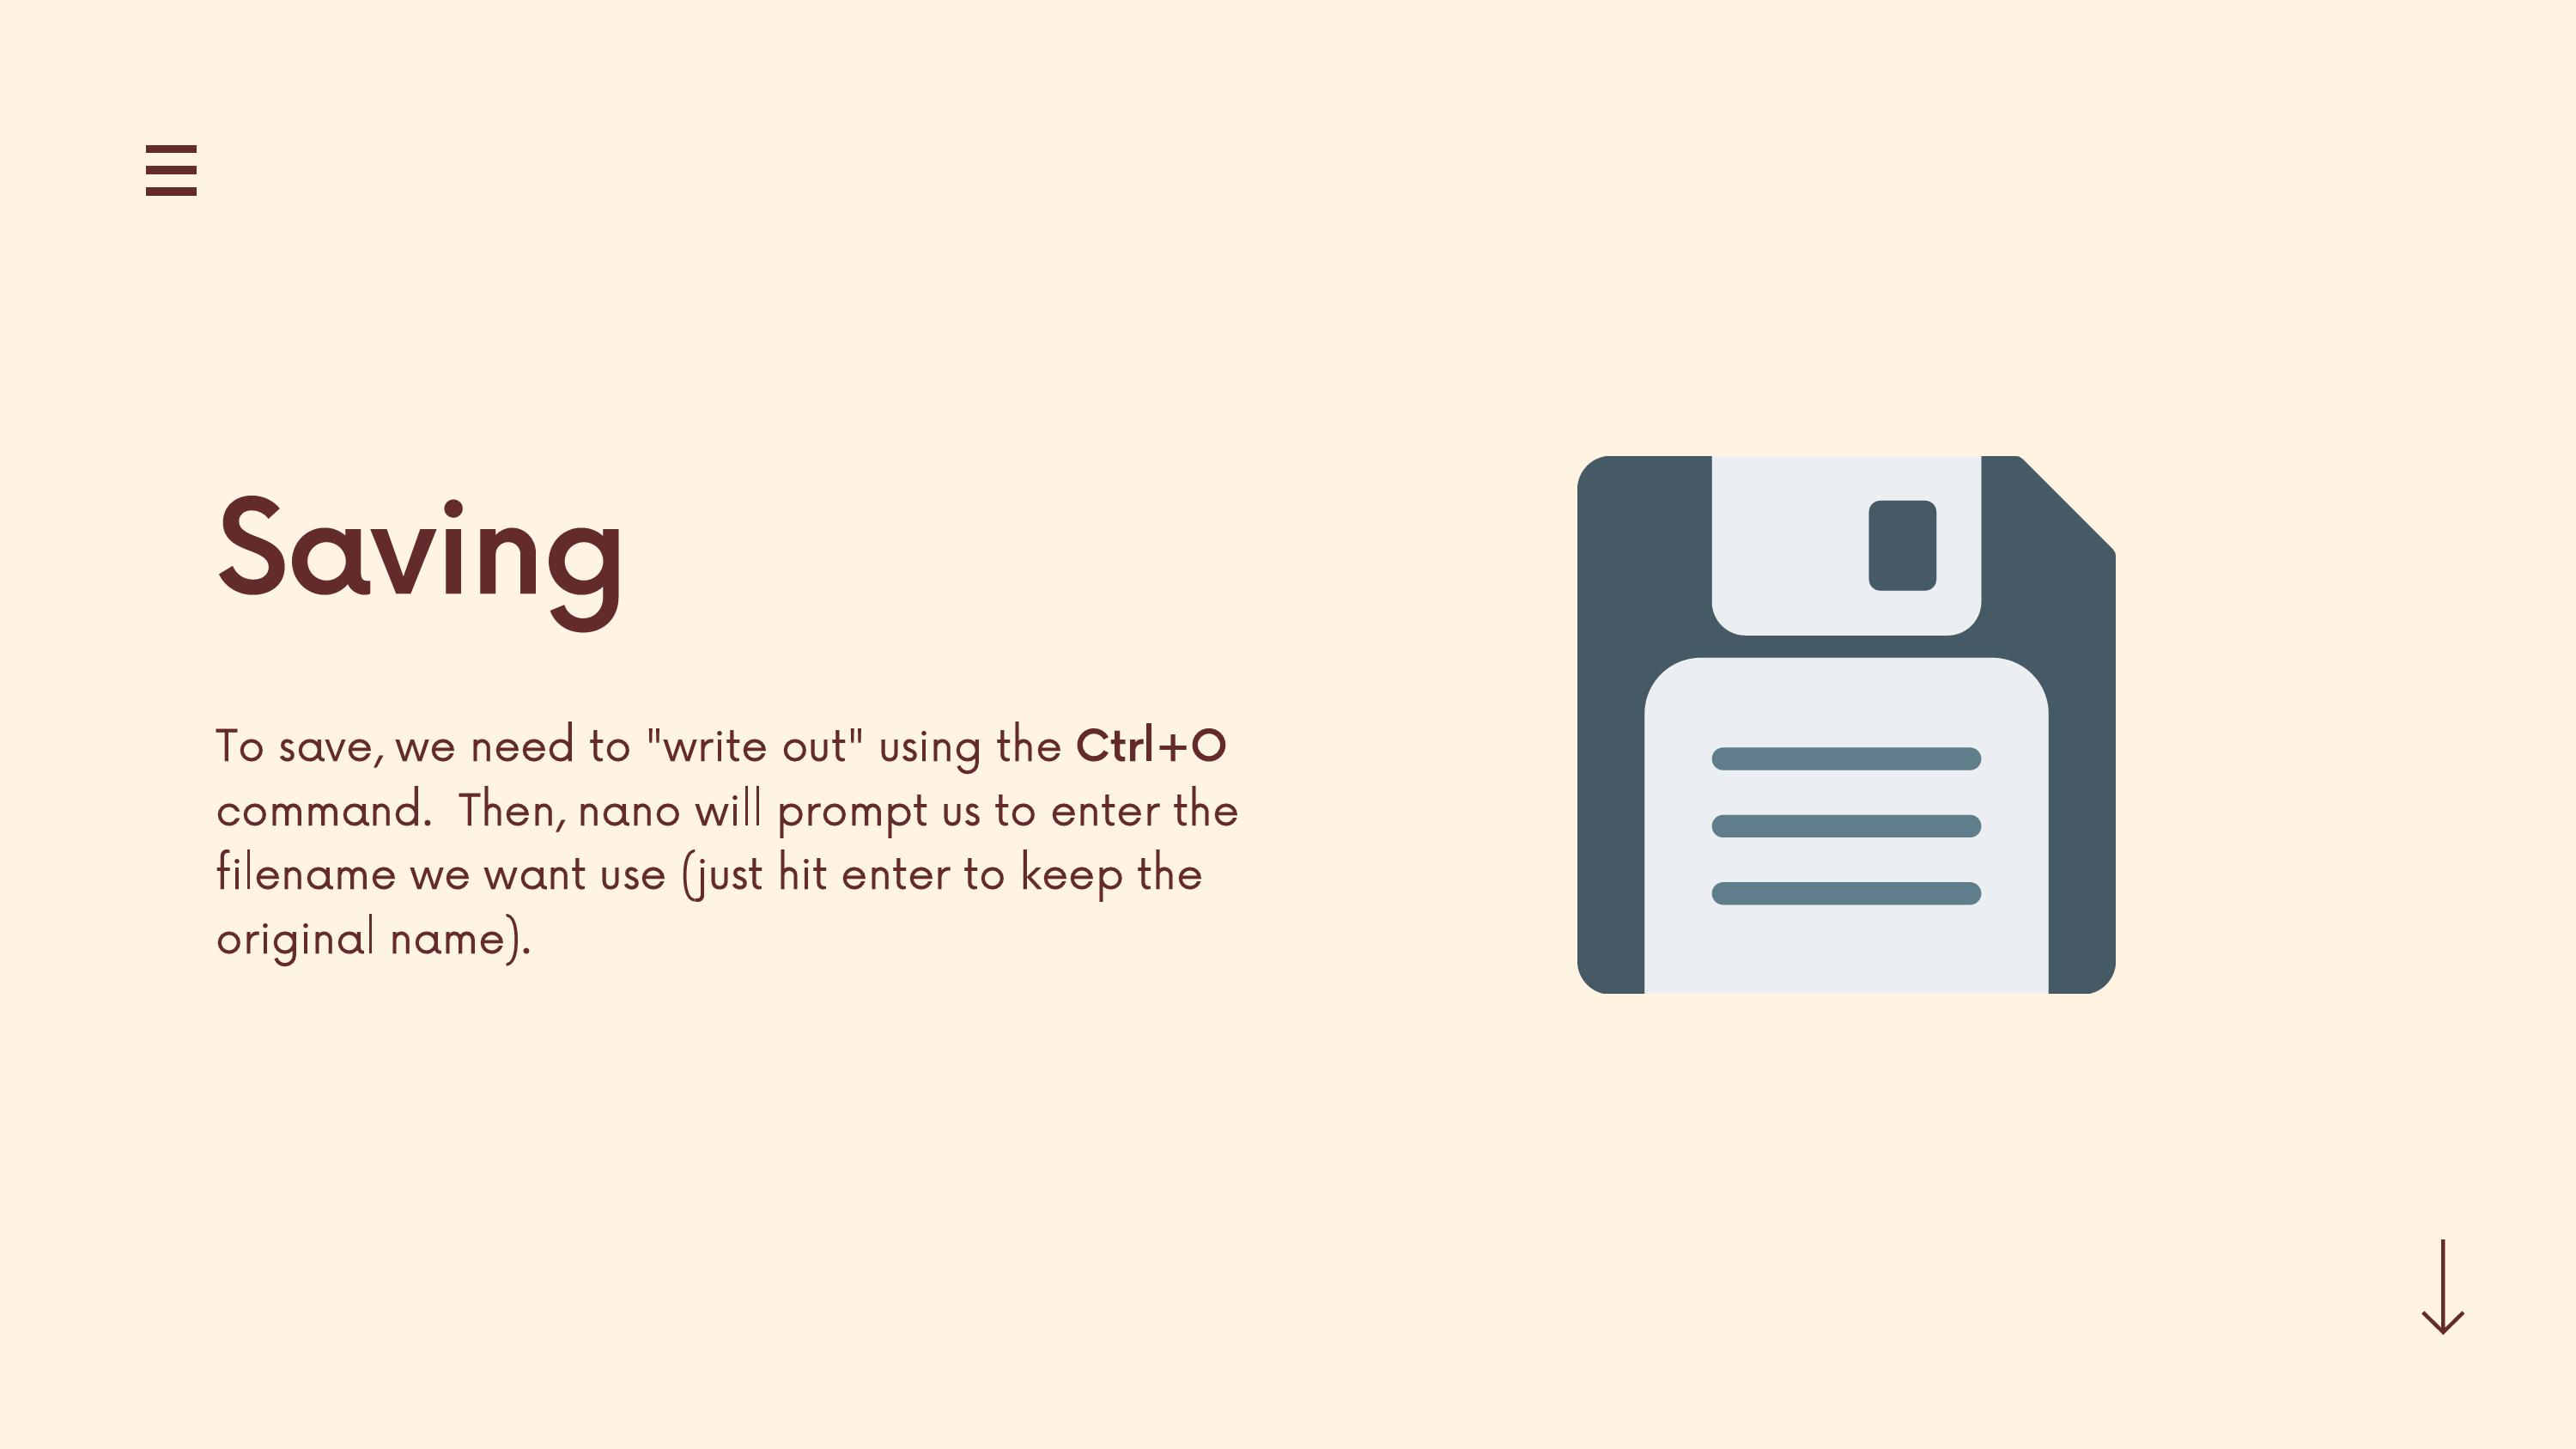 Saving
To save, we need to "write out" using the Ctrl+O
command.  Then, nano will prompt us to enter the
filename we want use (just hit enter to keep the
original name).